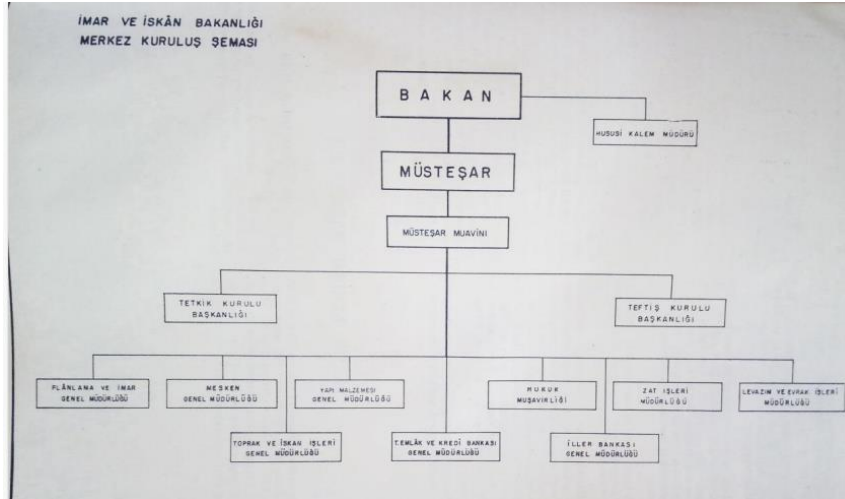 İMAR VE İSKÂN BAKANLIĞI
MERKEZ KURULUŞ ŞEMASI
BAKAN
HUSUSİ KALEM MÜDÜRÜ
MÜSTEŞAR
MÜSTEŞAR MUAVİNİ
TETKİK KURULU
BAŞKANLIĞI
TEFTİŞ KURULU
BAŞKANLIĞI
PLÂNLAMA VE İMAR
GENEL MÜDÜRLÜĞÜ
MESKEN
GENEL MÜDÜRLÜĞÜ
YAPI MALZEMESİ
GENEL MÜDÜRLÜĞÜ
HUKUK
MUŞAVİRLİĞİ
ZAT İŞLERİ
MÜDÜRLÜĞÜ
LEVAZIM VE EVRAK İŞLERİ
MÜDÜRLÜĞÜ
TOPRAK VE İSKAN İŞLERİ
GENEL MÜDÜRLÜĞÜ
T.EMLÂK VE KREDİ BANKASI
GENEL MÜDÜRLÜĞÜ
İLLER BANKASI
GENEL MÜDÜRLÜĞÜ